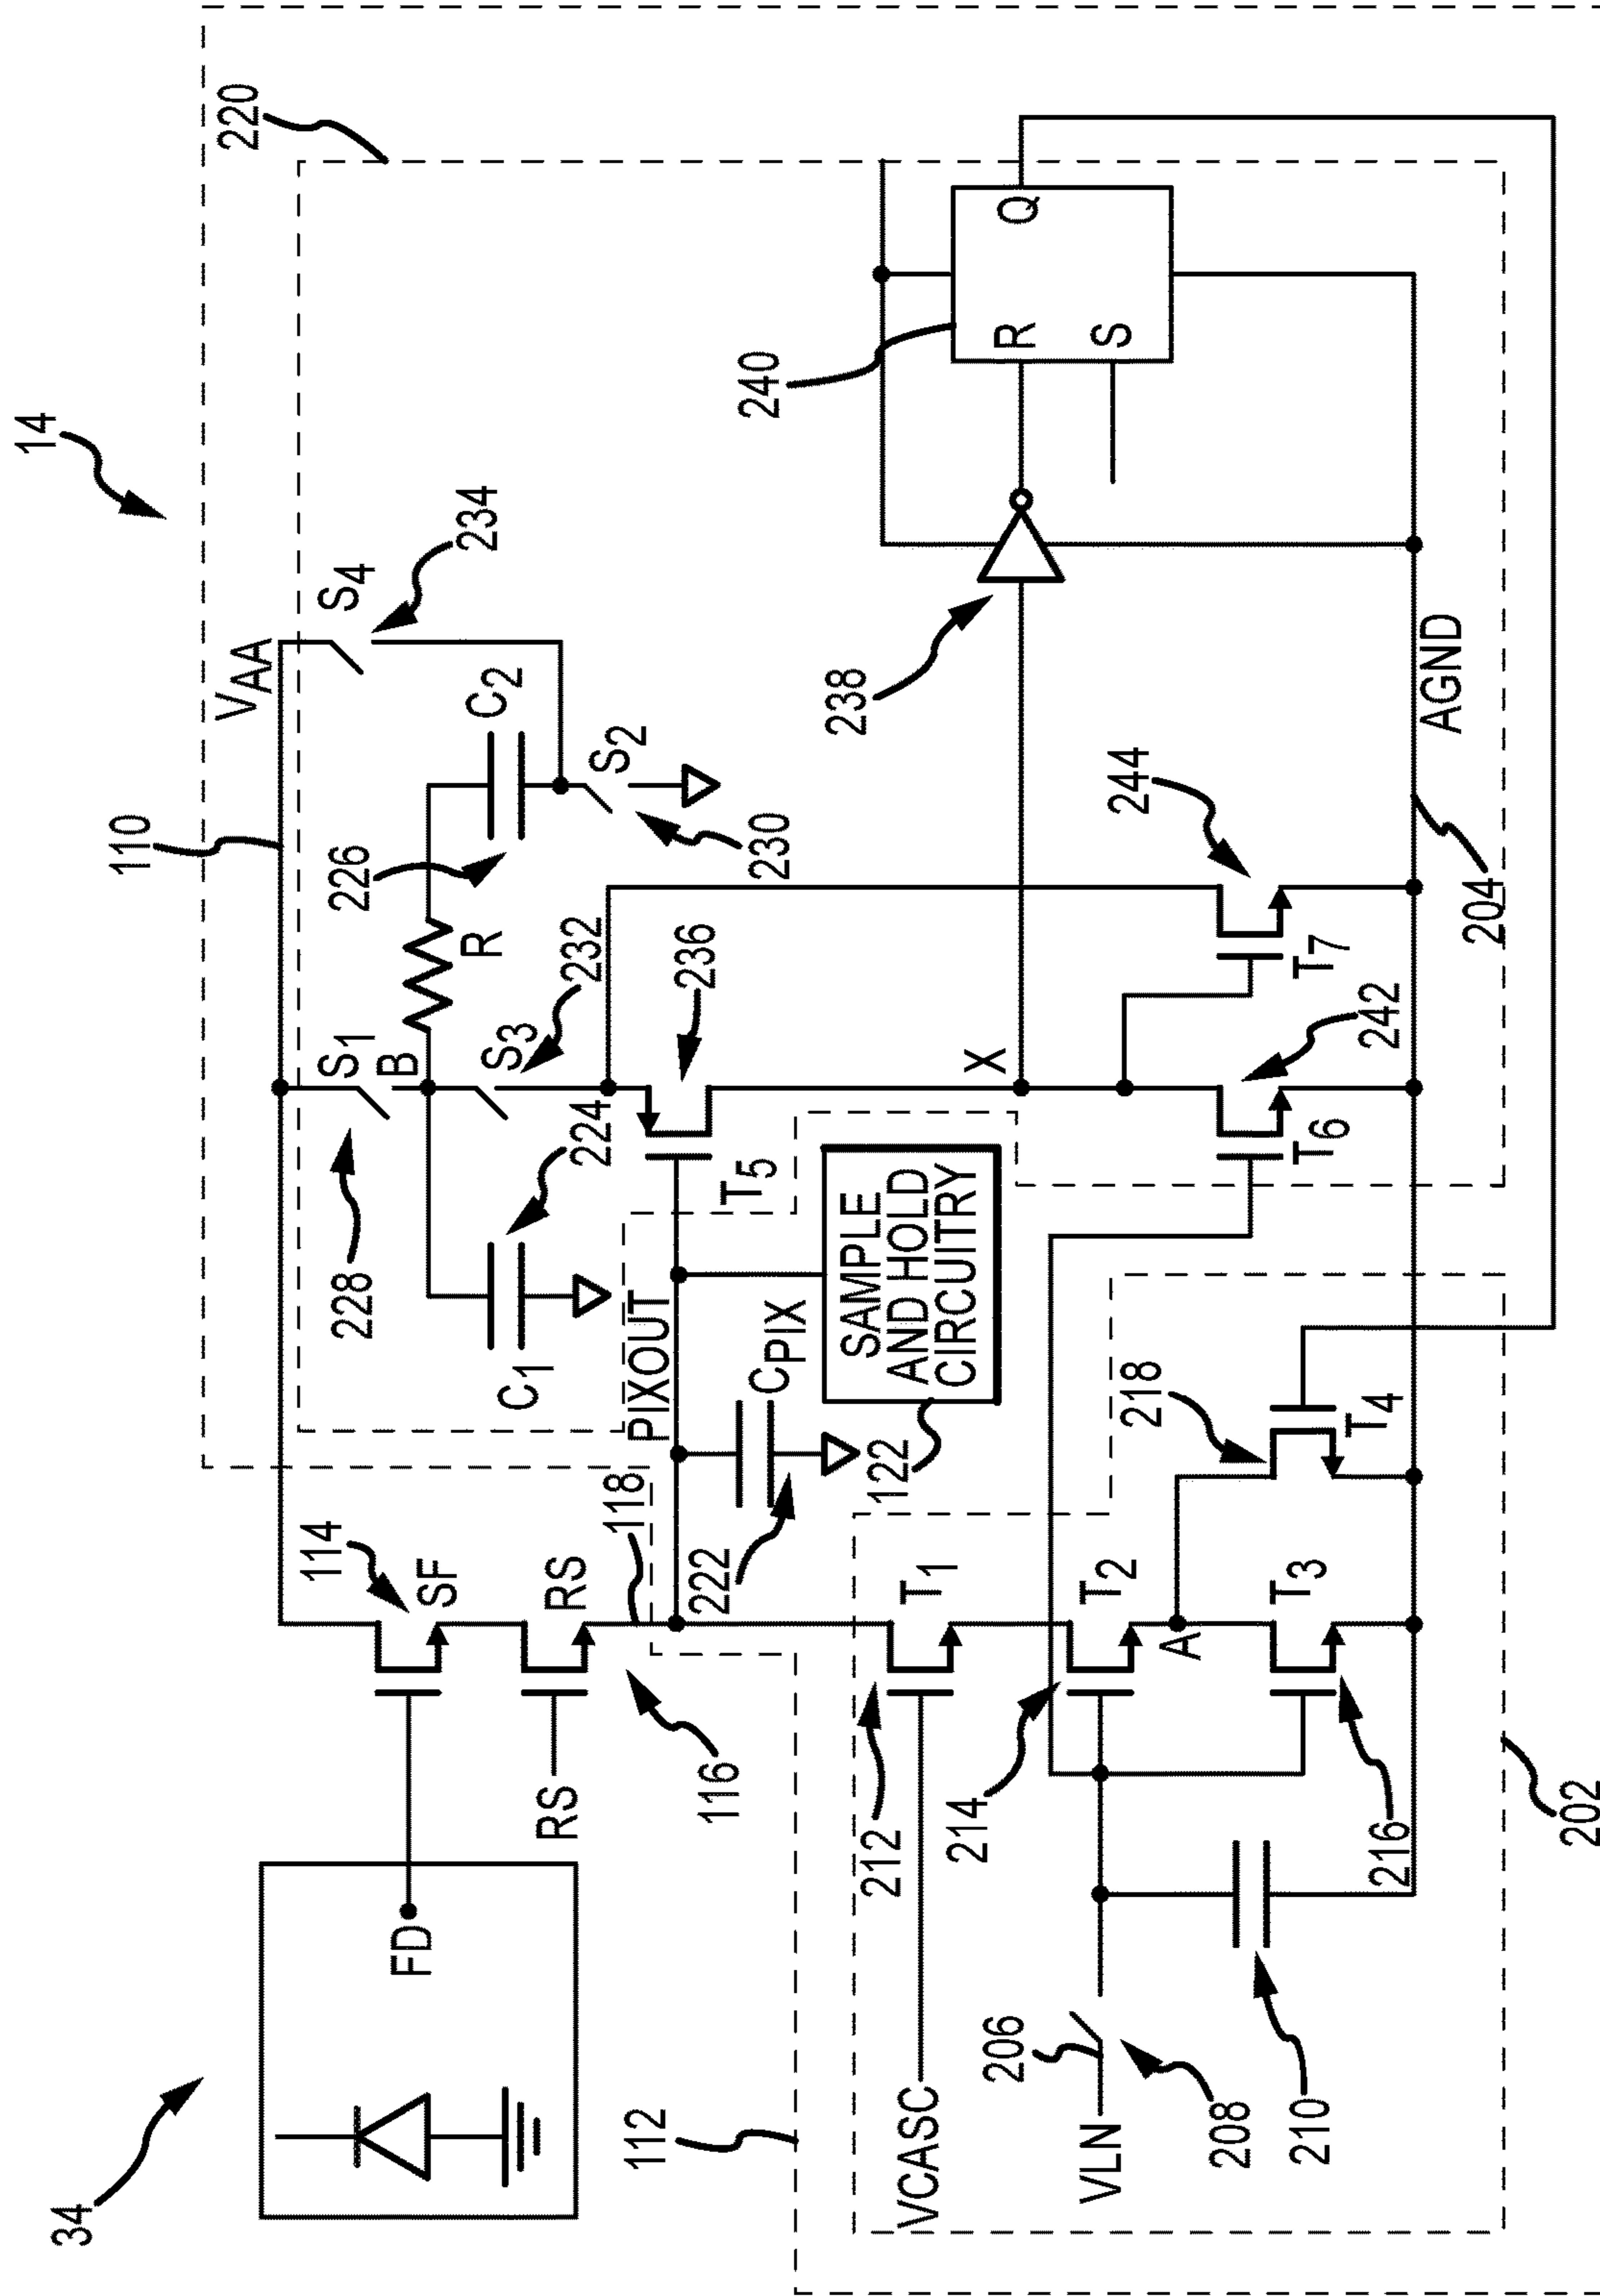 14
220
110
VAA
S4
234
S1
B
R
226
C2
S2
230
228
C1
224
S3
232
236
T5
PIXOUT
CPIX
222
118
114
SF
RS
RS
116
34
FD
112
SAMPLE
AND HOLD
CIRCUITRY
122
X
238
240
R
S
Q
244
T7
242
T6
AGND
204
218
T4
T1
212
T2
214
A
T3
216
VCASC
VLN
206
208
210
202